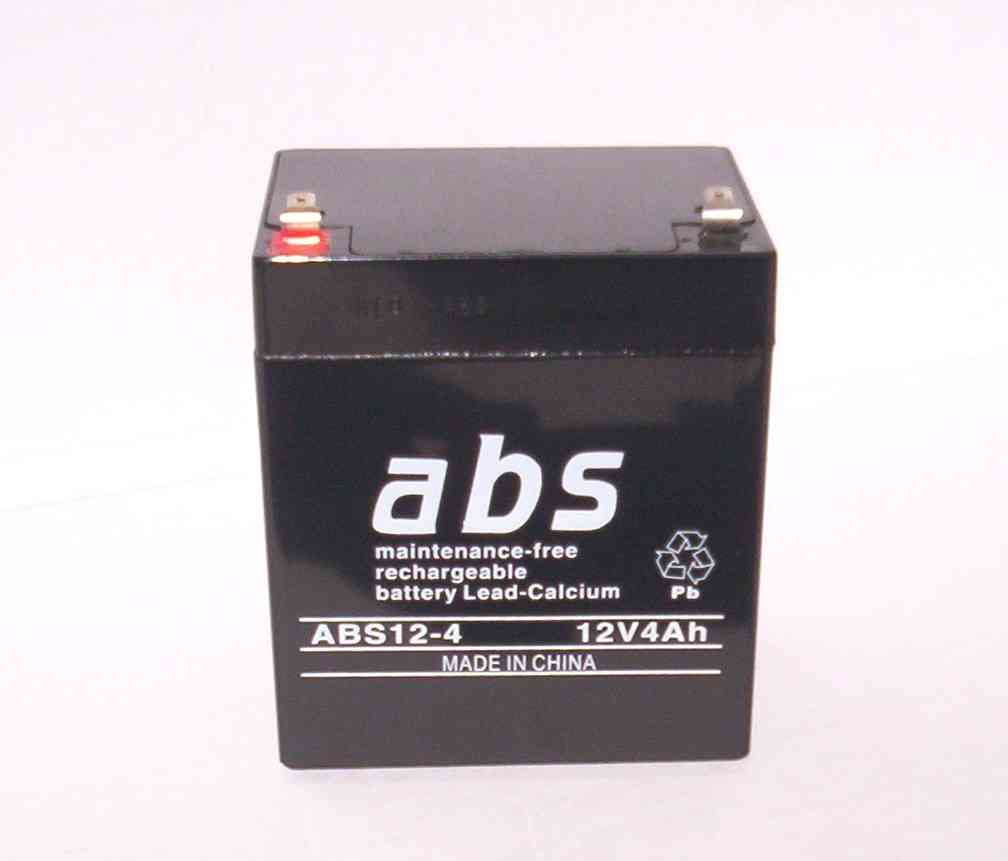 abs
maintenance-free
rechargeable
battery Lead-Calcium
Pb
ABS12-4 12V4Ah
MADE IN CHINA